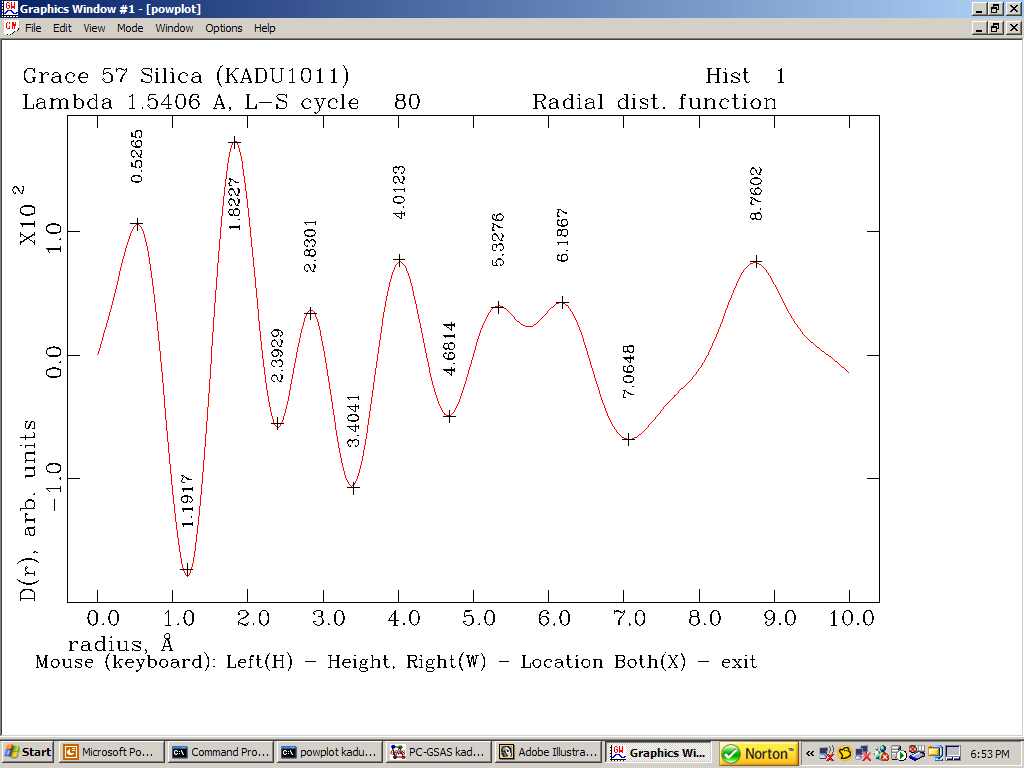 Graphics Window #1 - [powplot]
File Edit View Mode Window Options Help
Grace 57 Silica (KADU1011) Hist 1
Lambda 1.5406 A, L-S cycle 80 Radial dist. function
0.5265
1.1917
1.8227
2.3929
2.8301
3.4041
4.0123
4.6814
5.3276
6.1867
7.0648
8.7602
D(r), arb. units
X10 2
1.0
0.0
-1.0
0.0 1.0 2.0 3.0 4.0 5.0 6.0 7.0 8.0 9.0 10.0
radius, Å
Mouse (keyboard): Left(H) - Height, Right(W) - Location Both(X) - exit
Start Microsoft Po... Command Pro... powplot kadu... PC-GSAS kad... Adobe Illustra... Graphics Wi... Norton™ « 6:53 PM